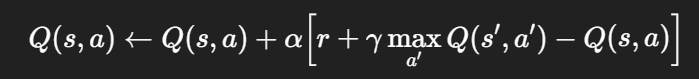 Q(s, a) ← Q(s, a) + α[r + γ max_{a′} Q(s′, a′) − Q(s, a)]